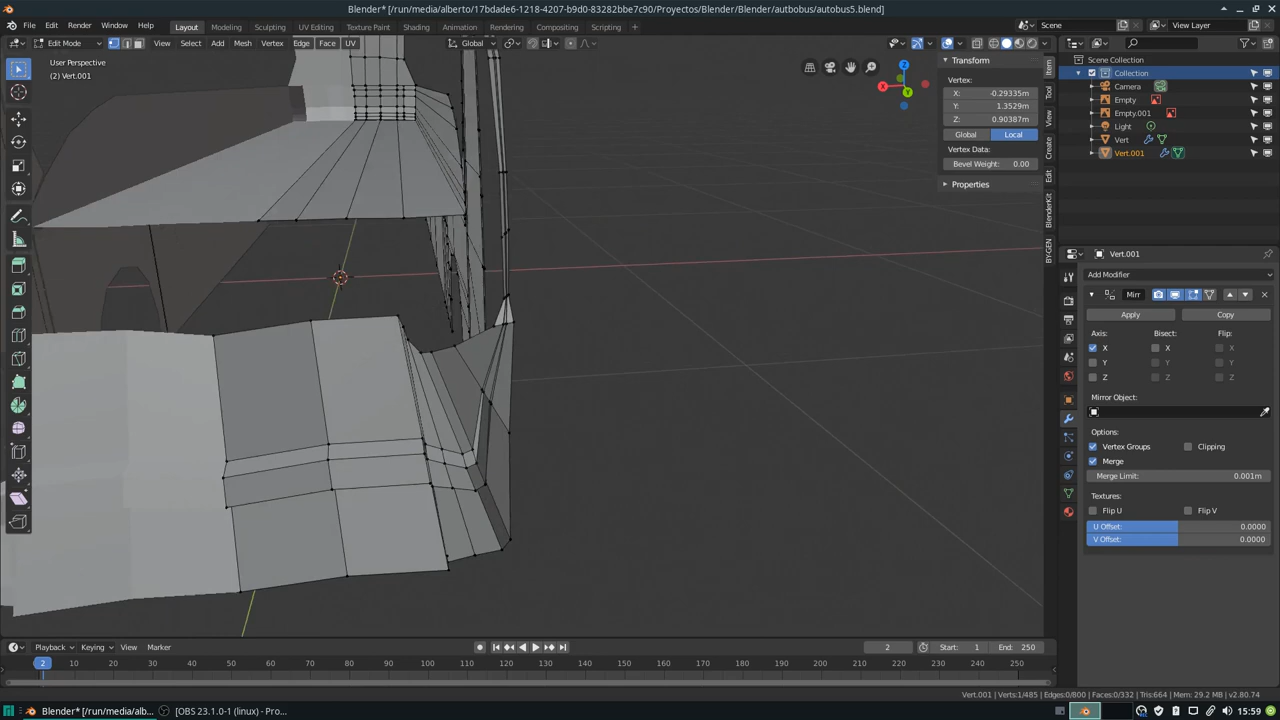 Blender* [/run/media/alberto/17bdade6-1218-4207-b9d0-83282bbe7c90/Proyectos/Blender/Blender/autbobus/autobus5.blend]
File Edit Render Window Help Layout Modeling Sculpting UV Editing Texture Paint Shading Animation Rendering Compositing Scripting Scene View Layer
Edit Mode View Select Add Mesh Vertex Edge Face UV Global
User Perspective
(2) Vert.001
Transform
Vertex:
X: -0.29335m
Y: 1.3529m
Z: 0.90387m
Global Local
Vertex Data:
Bevel Weight: 0.00
Properties
Item
Tool
View
Create
Edit
BlenderKit
BY-GEN
Scene Collection
Collection
Camera
Empty
Empty.001
Light
Vert
Vert.001
Vert.001
Add Modifier
Mirr
Apply Copy
Axis: Bisect: Flip:
X X X
Y Y Y
Z Z Z
Mirror Object:
Options:
Vertex Groups Clipping
Merge
Merge Limit: 0.001m
Textures:
Flip U Flip V
U Offset: 0.0000
V Offset: 0.0000
X
Y
Z
Playback Keying View Marker 2 Start: 1 End: 250
2 10 20 30 40 50 60 70 80 90 100 110 120 130 140 150 160 170 180 190 200 210 220 230 240 250
Vert.001 | Verts:1/485 | Edges:0/800 | Faces:0/332 | Tris:664 | Mem: 29.2 MB | v2.80.74
Blender* [/run/media/alb... [OBS 23.1.0-1 (linux) - Pro... 15:59